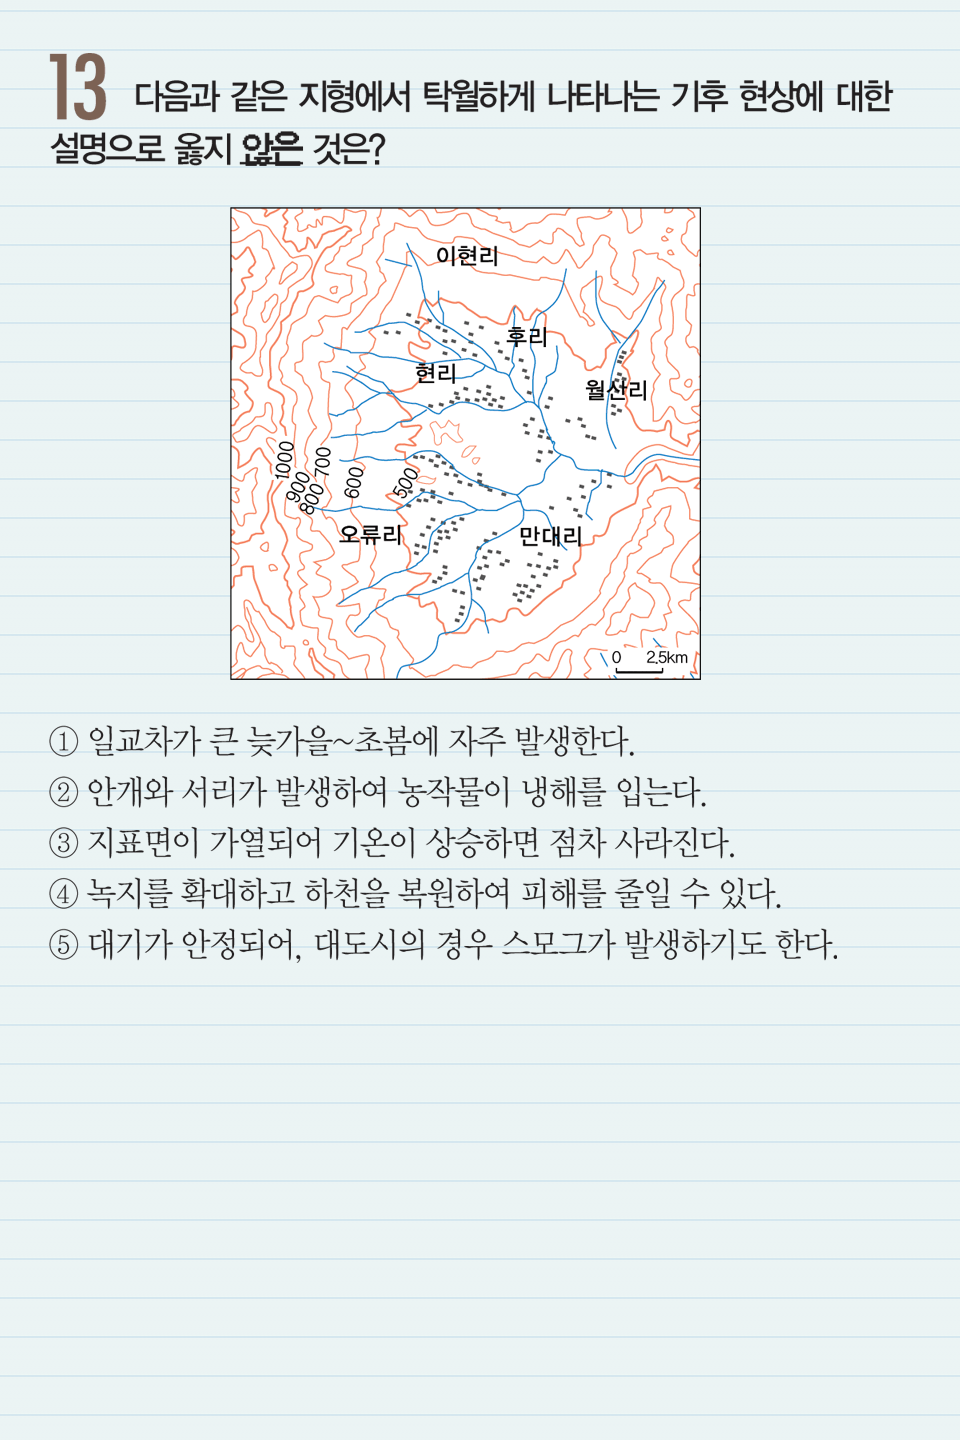 13 다음과 같은 지형에서 탁월하게 나타나는 기후 현상에 대한
설명으로 옳지 않은 것은?
이현리
후리
현리
월산리
1000
900
800
700
600
500
오류리
만대리
0 2.5km
① 일교차가 큰 늦가을~초봄에 자주 발생한다.
② 안개와 서리가 발생하여 농작물이 냉해를 입는다.
③ 지표면이 가열되어 기온이 상승하면 점차 사라진다.
④ 녹지를 확대하고 하천을 복원하여 피해를 줄일 수 있다.
⑤ 대기가 안정되어, 대도시의 경우 스모그가 발생하기도 한다.